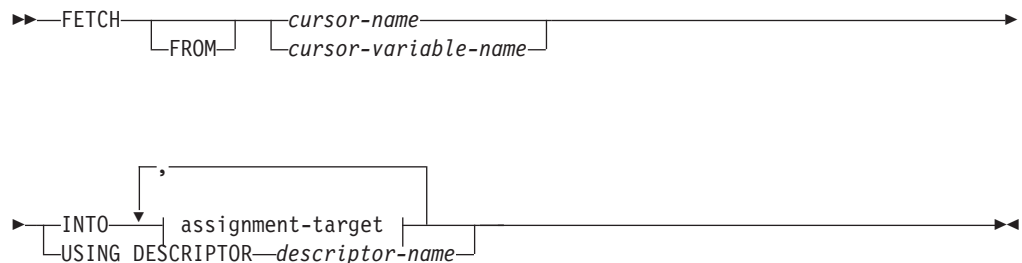 FETCH cursor-name
FROM cursor-variable-name
,
INTO assignment-target
USING DESCRIPTOR descriptor-name